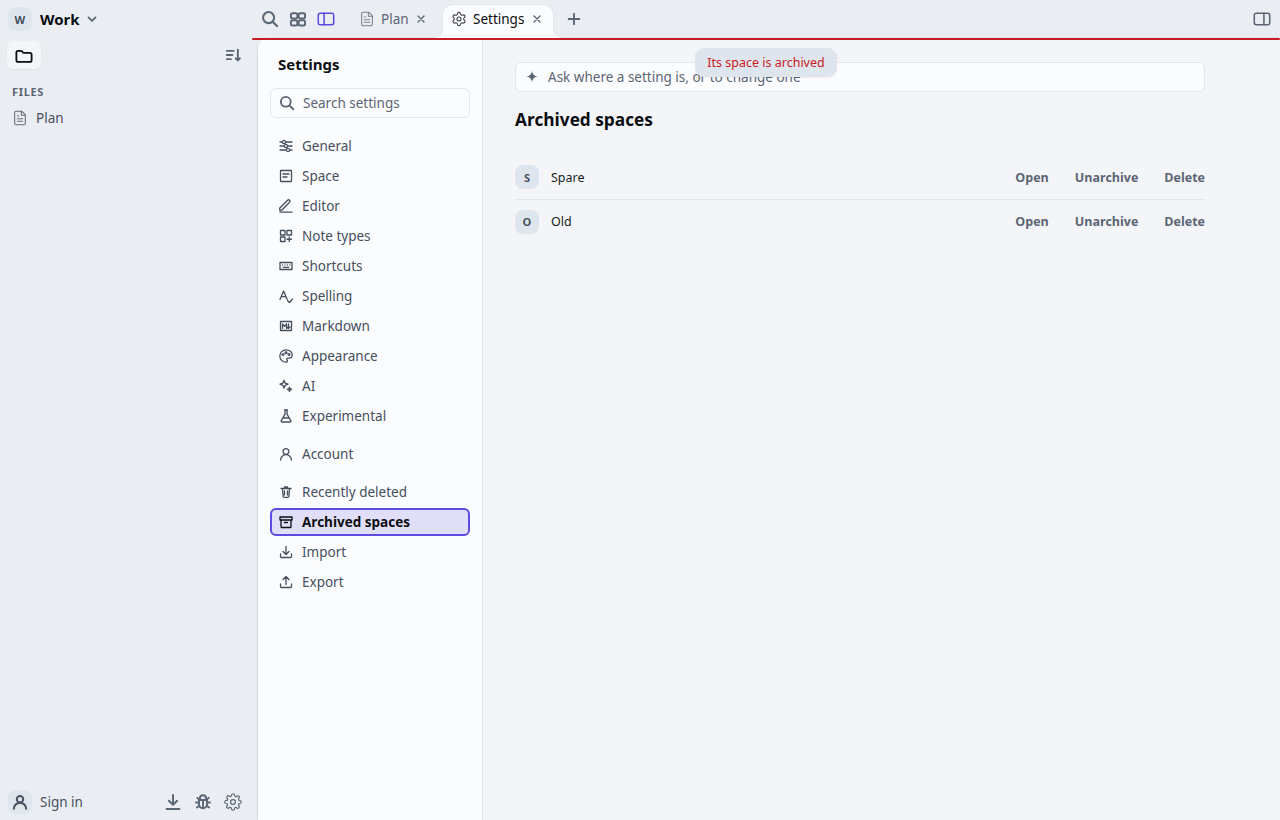 W Work
Plan
Settings
FILES
Plan
Sign in
Settings
Search settings
General
Space
Editor
Note types
Shortcuts
Spelling
Markdown
Appearance
AI
Experimental
Account
Recently deleted
Archived spaces
Import
Export
Its space is archived
Ask where a setting is, or to change one
Archived spaces
S Spare Open Unarchive Delete
O Old Open Unarchive Delete